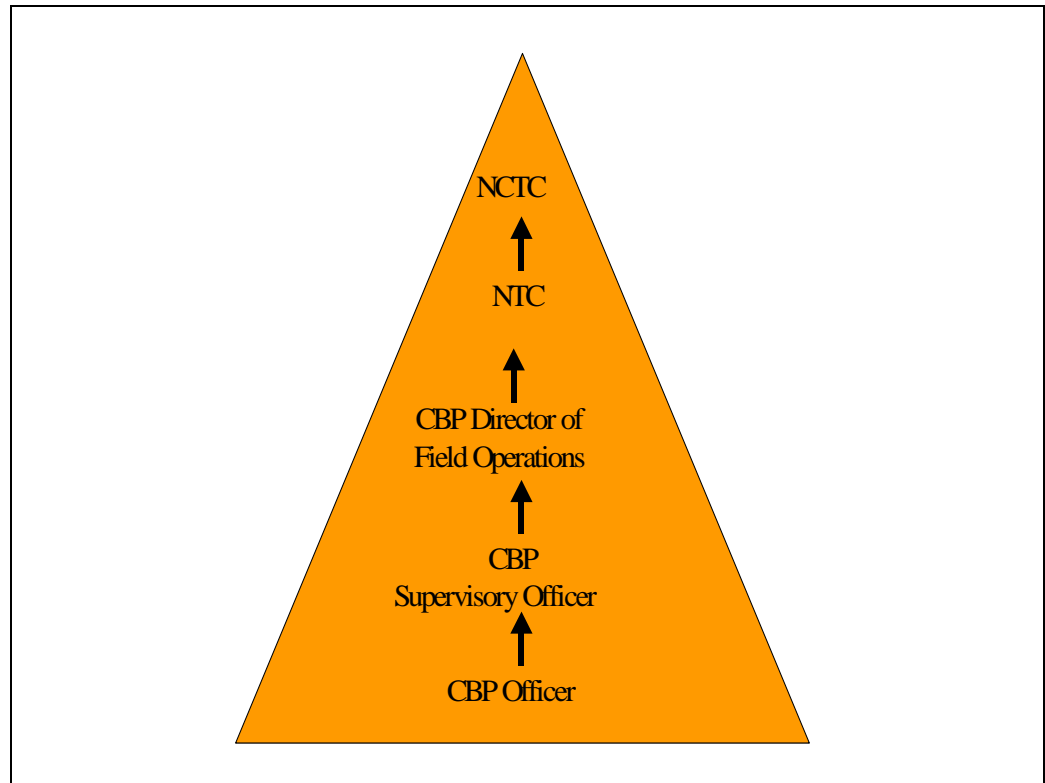 NCTC
NTC
CBP Director of
Field Operations
CBP
Supervisory Officer
CBP Officer